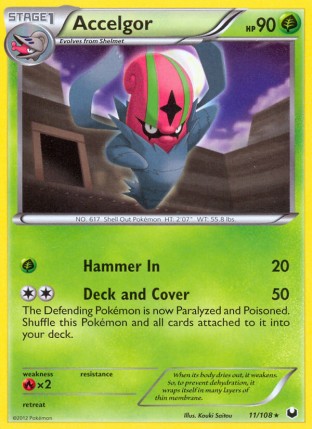 STAGE1
Accelgor
HP 90
Evolves from Shelmet
NO. 617. Shell Out Pokémon HT. 2'07". WT. 55.8 lbs.
Hammer In 20
Deck and Cover 50
The Defending Pokémon is now Paralyzed and Poisoned.
Shuffle this Pokémon and all cards attached to it into
your deck.
weakness
resistance
×2
retreat
When its body dries out, it weakens.
So, to prevent dehydration, it
wraps itself in many layers of
thin membrane.
©2012 Pokémon
Illus. Kouki Saitou
11/108 ★